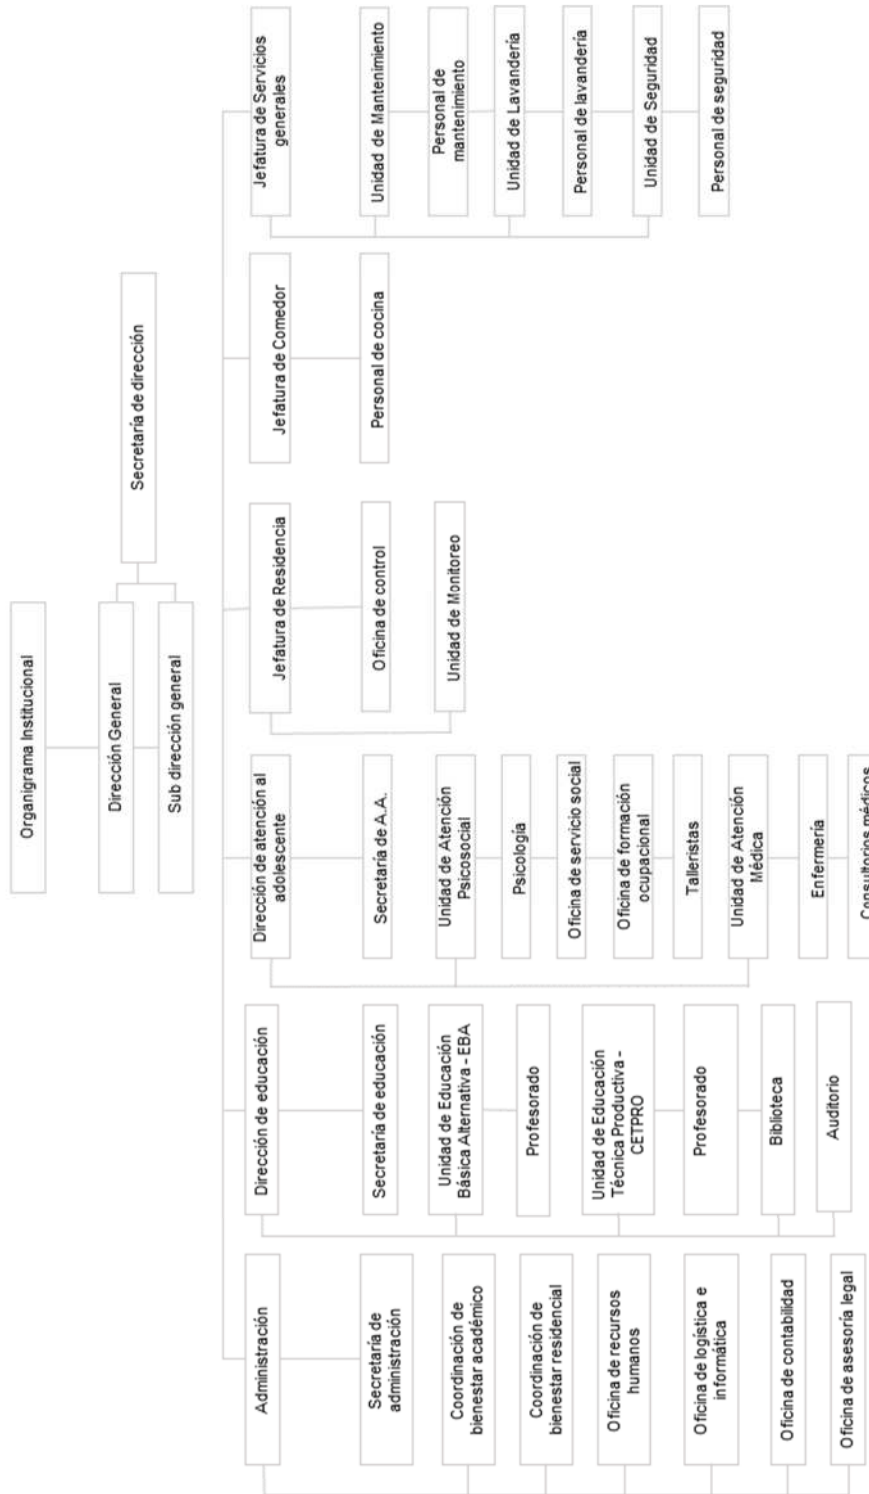 Organigrama Institucional
Dirección General
Sub dirección general
Secretaría de dirección
Administración
Secretaría de
administración
Coordinación de
bienestar académico
Coordinación de
bienestar residencial
Oficina de recursos
humanos
Oficina de logística e
informática
Oficina de contabilidad
Oficina de asesoría legal
Dirección de educación
Secretaría de educación
Unidad de Educación
Básica Alternativa - EBA
Profesorado
Unidad de Educación
Técnica Productiva -
CETPRO
Profesorado
Biblioteca
Auditorio
Dirección de atención al
adolescente
Secretaría de A.A.
Unidad de Atención
Psicosocial
Psicología
Oficina de servicio social
Oficina de formación
ocupacional
Talleristas
Unidad de Atención
Médica
Enfermería
Consultorios médicos
Jefatura de Residencia
Oficina de control
Unidad de Monitoreo
Jefatura de Comedor
Personal de cocina
Jefatura de Servicios
generales
Unidad de Mantenimiento
Personal de
mantenimiento
Unidad de Lavandería
Personal de lavandería
Unidad de Seguridad
Personal de seguridad